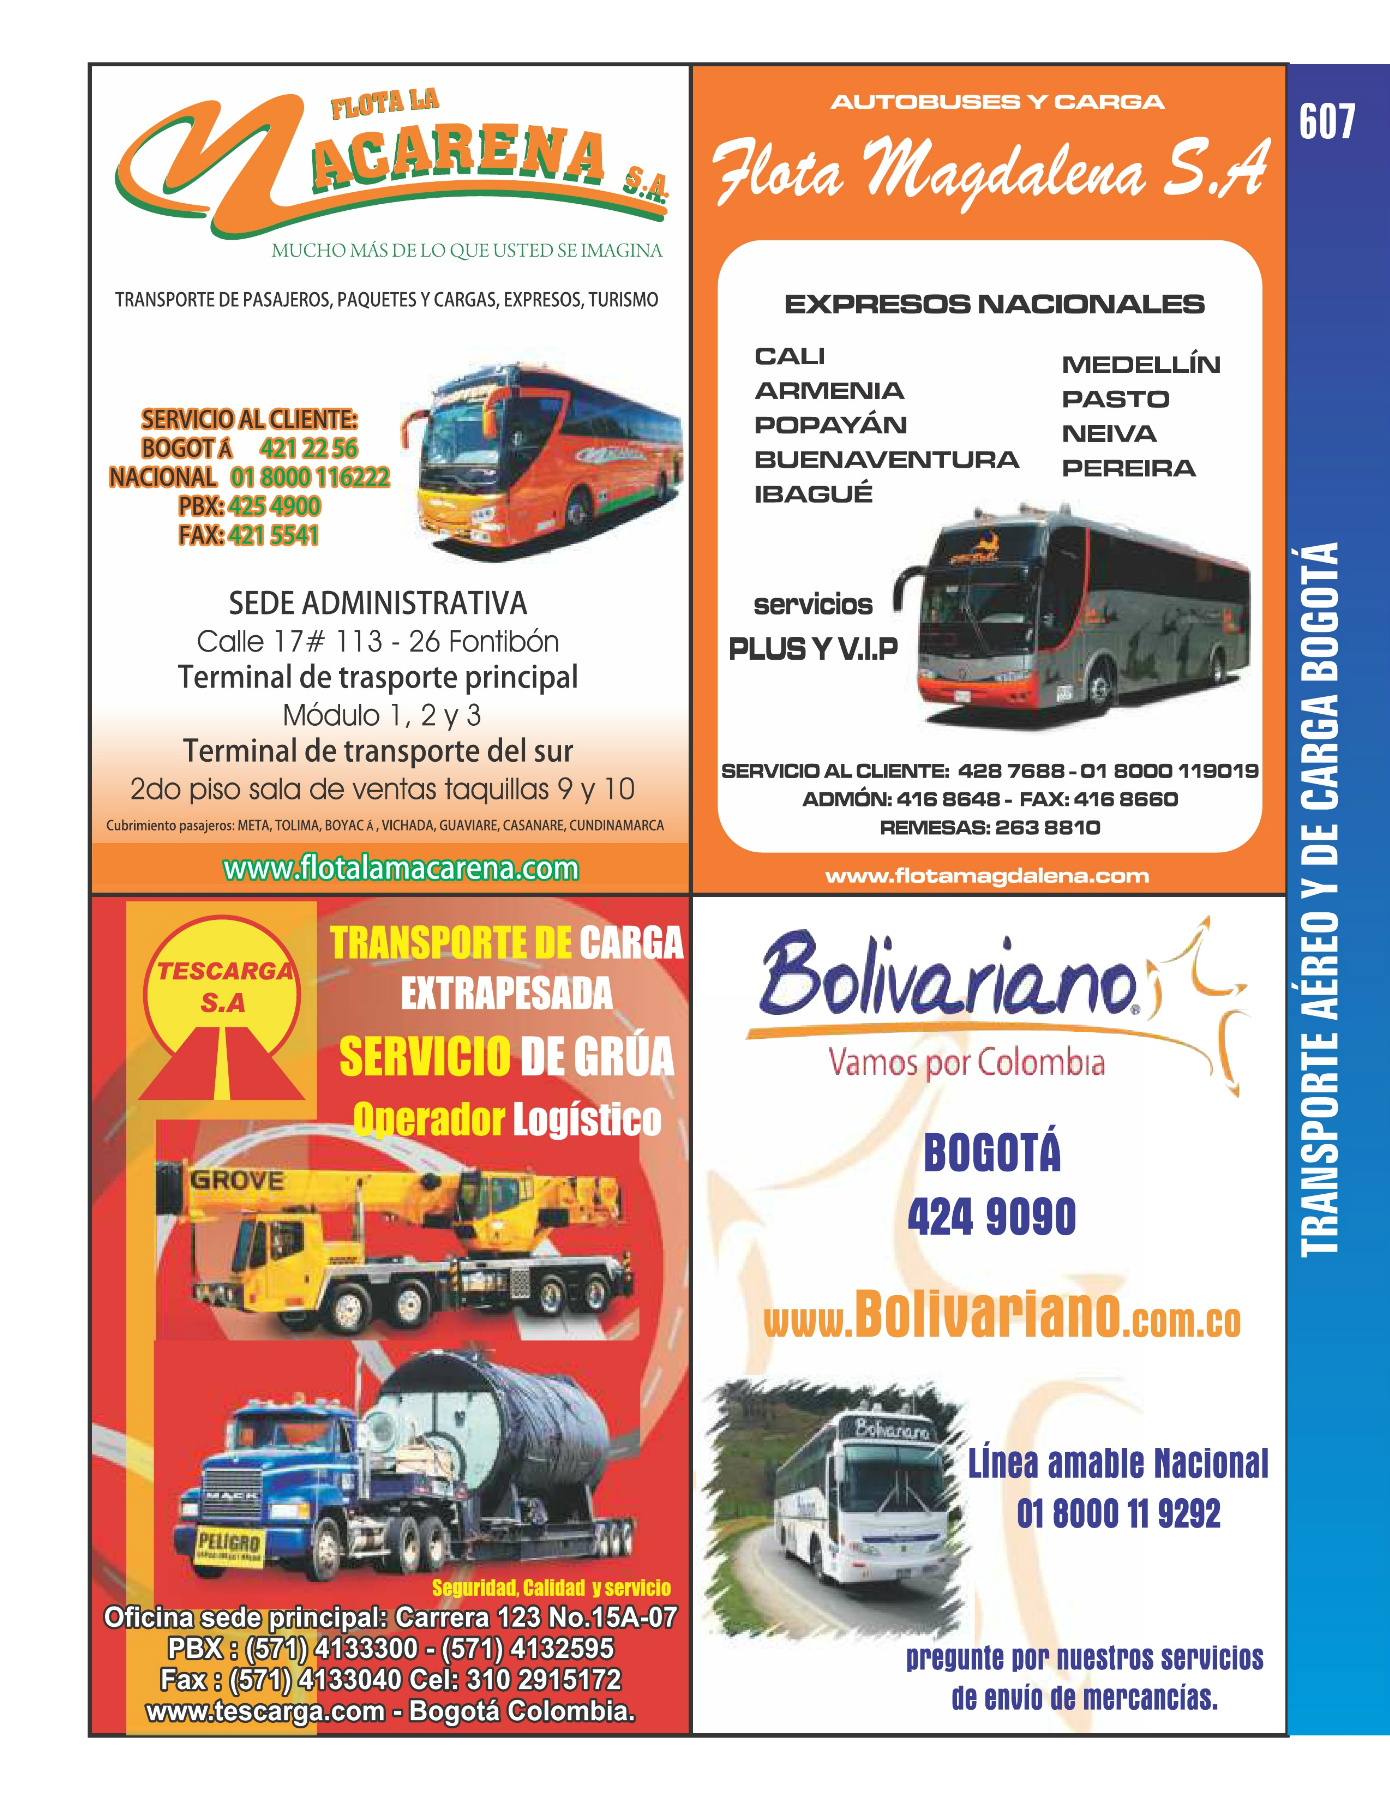 FLOTA LA
MACARENA S.A.
MUCHO MÁS DE LO QUE USTED SE IMAGINA
TRANSPORTE DE PASAJEROS, PAQUETES Y CARGAS, EXPRESOS, TURISMO
SERVICIO AL CLIENTE:
BOGOTÁ 421 22 56
NACIONAL 01 8000 116222
PBX: 425 4900
FAX: 421 5541
SEDE ADMINISTRATIVA
Calle 17# 113 - 26 Fontibón
Terminal de trasporte principal
Módulo 1, 2 y 3
Terminal de transporte del sur
2do piso sala de ventas taquillas 9 y 10
Cubrimiento pasajeros: META, TOLIMA, BOYACÁ, VICHADA, GUAVIARE, CASANARE, CUNDINAMARCA
www.flotalamacarena.com
AUTOBUSES Y CARGA
Flota Magdalena S.A
EXPRESOS NACIONALES
CALI
ARMENIA
POPAYÁN
BUENAVENTURA
IBAGUÉ
MEDELLÍN
PASTO
NEIVA
PEREIRA
servicios
PLUS Y V.I.P
SERVICIO AL CLIENTE: 428 7688 - 01 8000 119019
ADMÓN: 416 8648 - FAX: 416 8660
REMESAS: 263 8810
www.flotamagdalena.com
TESCARGA
S.A
TRANSPORTE DE CARGA
EXTRAPESADA
SERVICIO DE GRÚA
Operador Logístico
GROVE
MACK
PELIGRO
Seguridad, Calidad y servicio
Oficina sede principal: Carrera 123 No.15A-07
PBX : (571) 4133300 - (571) 4132595
Fax : (571) 4133040 Cel: 310 2915172
www.tescarga.com - Bogotá Colombia.
Bolivariano®
Vamos por Colombia
BOGOTÁ
424 9090
www.Bolivariano.com.co
Bolivariano
Línea amable Nacional
01 8000 11 9292
pregunte por nuestros servicios
de envío de mercancías.
607
TRANSPORTE AÉREO Y DE CARGA BOGOTÁ